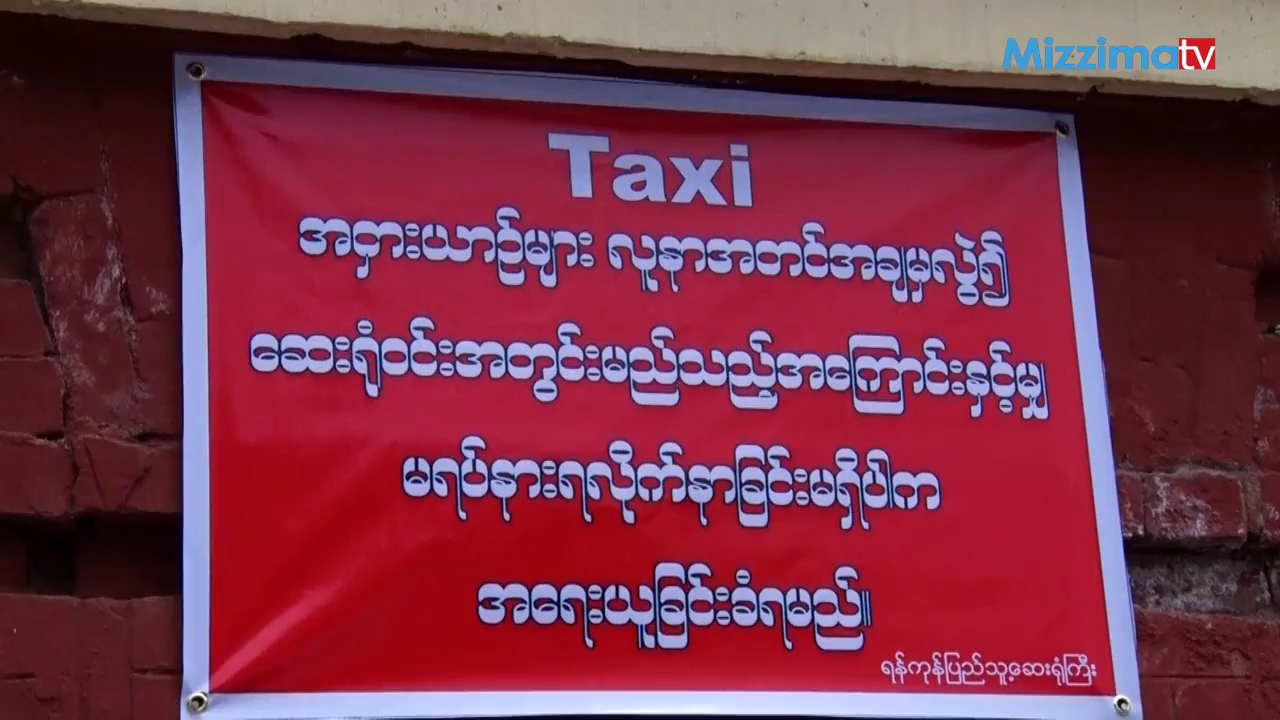 Mizzima tv
Taxi
အငှားယာဉ်များ လူနာအတင်အချမှလွဲ၍
ဆေးရုံဝင်းအတွင်းမည်သည့်အကြောင်းနှင့်မျှ
မရပ်နားရလိုက်နာခြင်းမရှိပါက
အရေးယူခြင်းခံရမည်။
ရန်ကုန်ပြည်သူ့ဆေးရုံကြီး